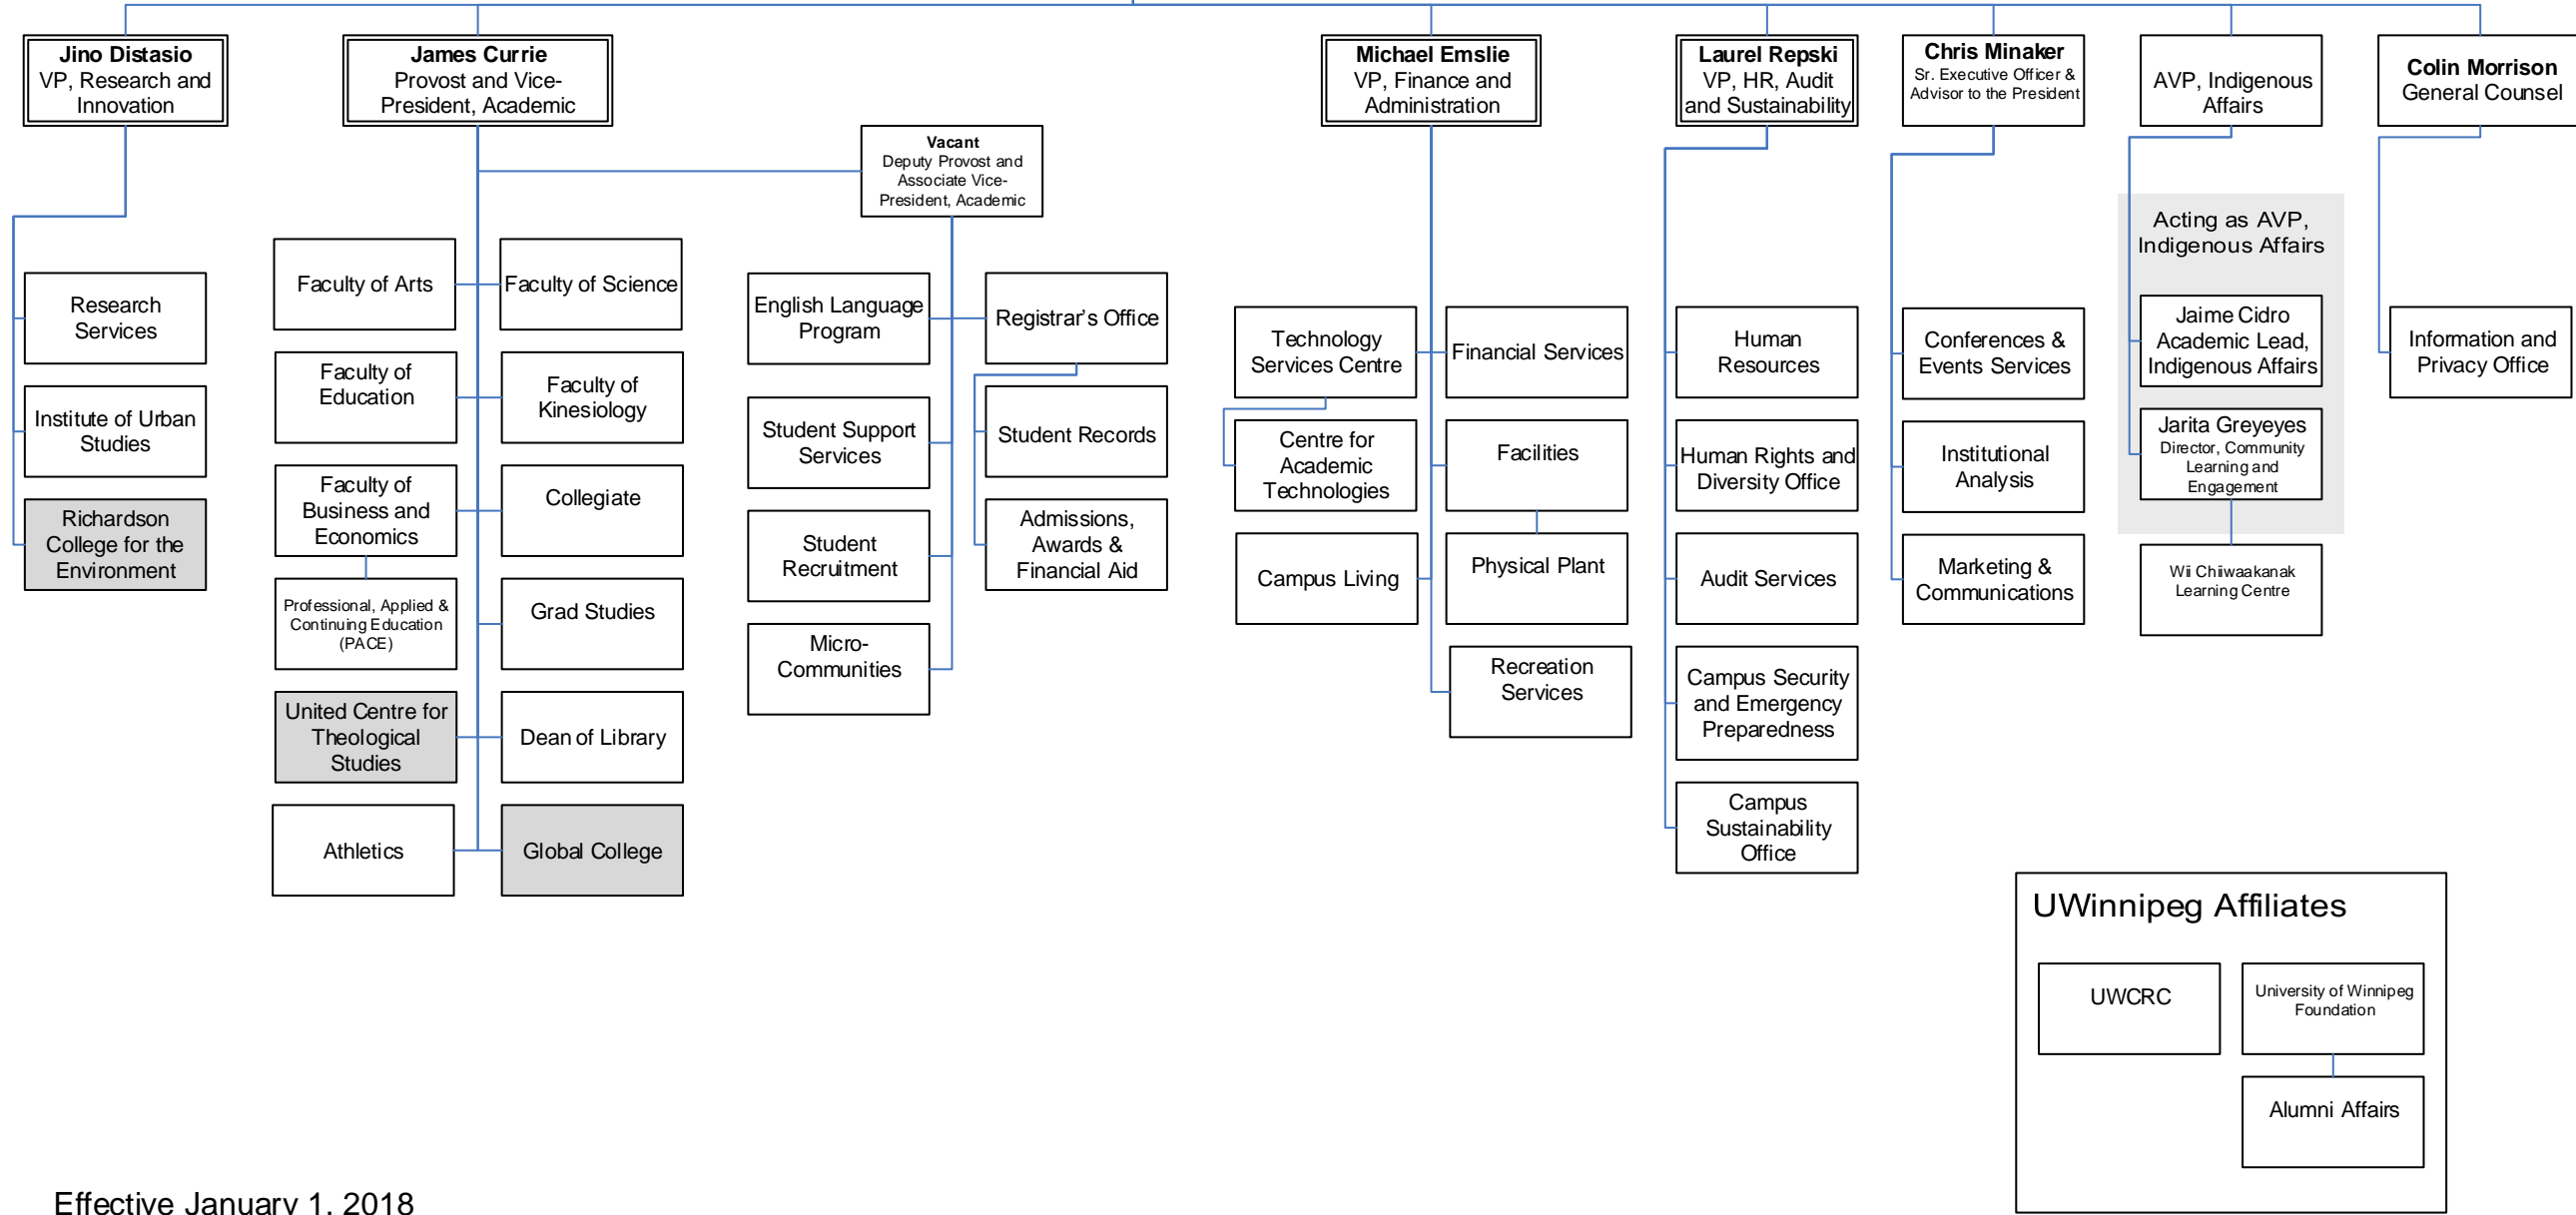 Jino Distasio
VP, Research and
Innovation
James Currie
Provost and Vice-
President, Academic
Michael Emslie
VP, Finance and
Administration
Laurel Repski
VP, HR, Audit
and Sustainability
Chris Minaker
Sr. Executive Officer &
Advisor to the President
AVP, Indigenous
Affairs
Colin Morrison
General Counsel
Vacant
Deputy Provost and
Associate Vice-
President, Academic
Research
Services
Institute of Urban
Studies
Richardson
College for the
Environment
Faculty of Arts
Faculty of Science
Faculty of
Education
Faculty of
Kinesiology
Faculty of
Business and
Economics
Collegiate
Professional, Applied &
Continuing Education
(PACE)
Grad Studies
United Centre for
Theological
Studies
Dean of Library
Athletics
Global College
English Language
Program
Registrar’s Office
Student Support
Services
Student Records
Student
Recruitment
Admissions,
Awards &
Financial Aid
Micro-
Communities
Technology
Services Centre
Financial Services
Centre for
Academic
Technologies
Facilities
Campus Living
Physical Plant
Recreation
Services
Human
Resources
Human Rights and
Diversity Office
Audit Services
Campus Security
and Emergency
Preparedness
Campus
Sustainability
Office
Conferences &
Events Services
Institutional
Analysis
Marketing &
Communications
Acting as AVP,
Indigenous Affairs
Jaime Cidro
Academic Lead,
Indigenous Affairs
Jarita Greyeyes
Director, Community
Learning and
Engagement
Wii Chiiwaakanak
Learning Centre
Information and
Privacy Office
UWinnipeg Affiliates
UWCRC
University of Winnipeg
Foundation
Alumni Affairs
Effective January 1, 2018